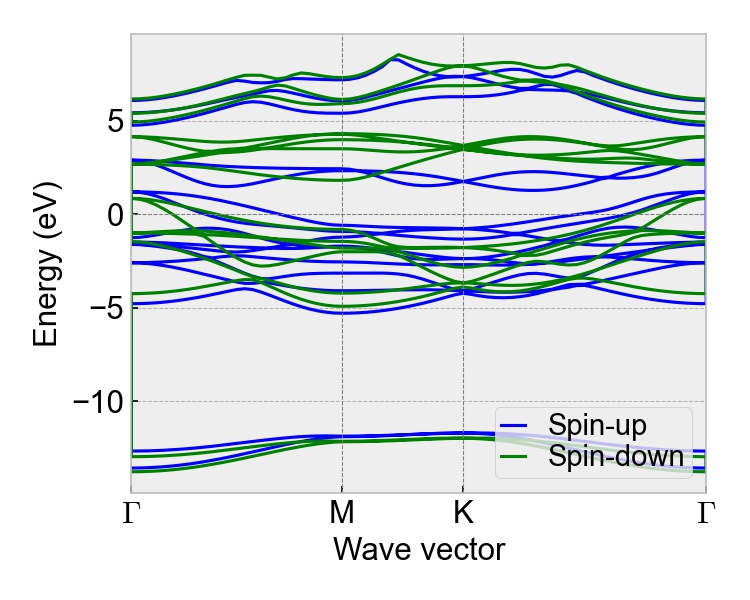 Energy (eV)
5
0
−5
−10
Spin-up
Spin-down
Γ M K Γ
Wave vector